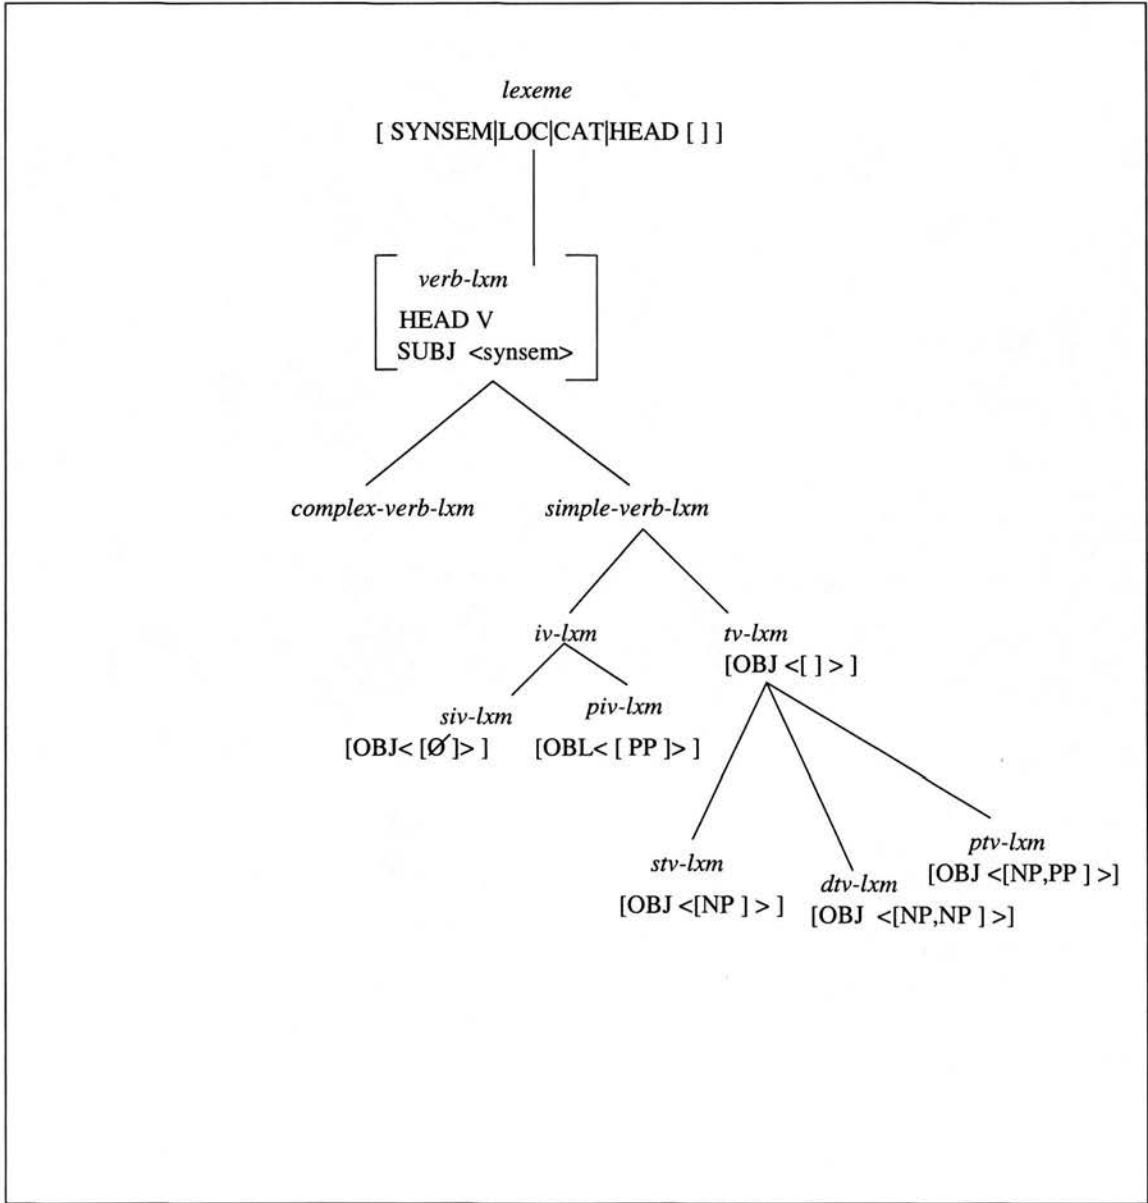 lexeme
[ SYNSEM|LOC|CAT|HEAD [ ] ]
verb-lxm
HEAD V
SUBJ <synsem>
complex-verb-lxm simple-verb-lxm
iv-lxm tv-lxm
[OBJ <[ ] > ]
siv-lxm piv-lxm
[OBJ< [Ø ]> ] [OBL< [ PP ]> ]
stv-lxm dtv-lxm ptv-lxm
[OBJ <[NP ] > ] [OBJ <[NP,NP ] >] [OBJ <[NP,PP ] >]